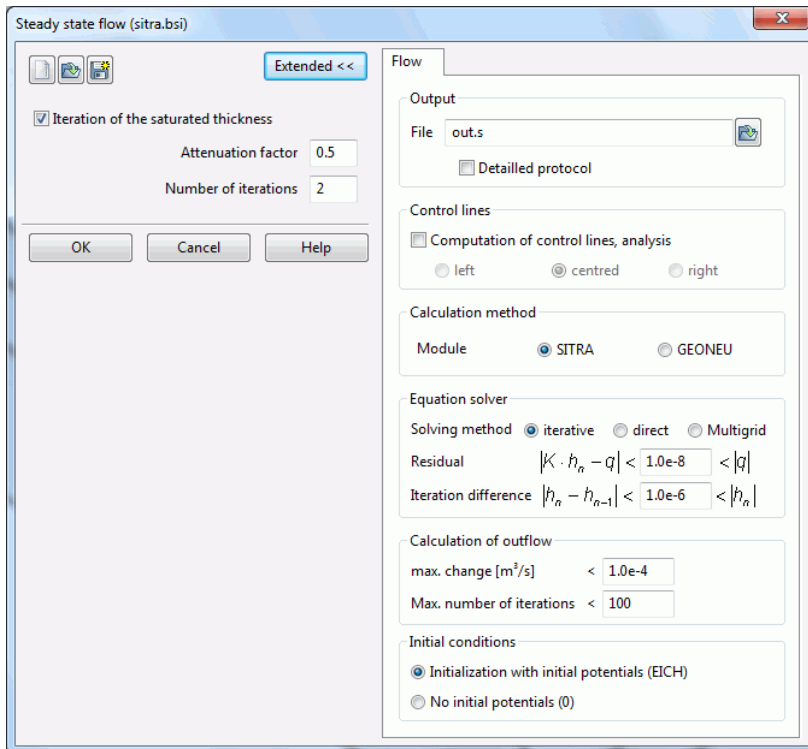 Steady state flow (sitra.bsi)
Extended <<
Iteration of the saturated thickness
Attenuation factor 0.5
Number of iterations 2
OK Cancel Help
Flow
Output
File out.s
Detailled protocol
Control lines
Computation of control lines, analysis
left centred right
Calculation method
Module SITRA GEONEU
Equation solver
Solving method iterative direct Multigrid
Residual |K · hₙ − q| < 1.0e-8 < |q|
Iteration difference |hₙ − hₙ₋₁| < 1.0e-6 < |hₙ|
Calculation of outflow
max. change [m³/s] < 1.0e-4
Max. number of iterations < 100
Initial conditions
Initialization with initial potentials (EICH)
No initial potentials (0)